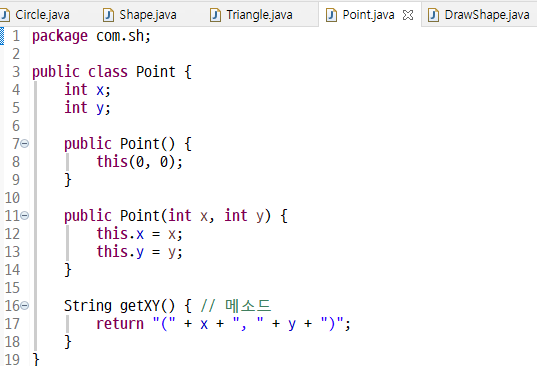 Circle.java Shape.java Triangle.java Point.java DrawShape.java
1 package com.sh;
2
3 public class Point {
4     int x;
5     int y;
6
7     public Point() {
8         this(0, 0);
9     }
10
11     public Point(int x, int y) {
12         this.x = x;
13         this.y = y;
14     }
15
16     String getXY() { // 메소드
17         return "(" + x + ", " + y + ")";
18     }
19 }